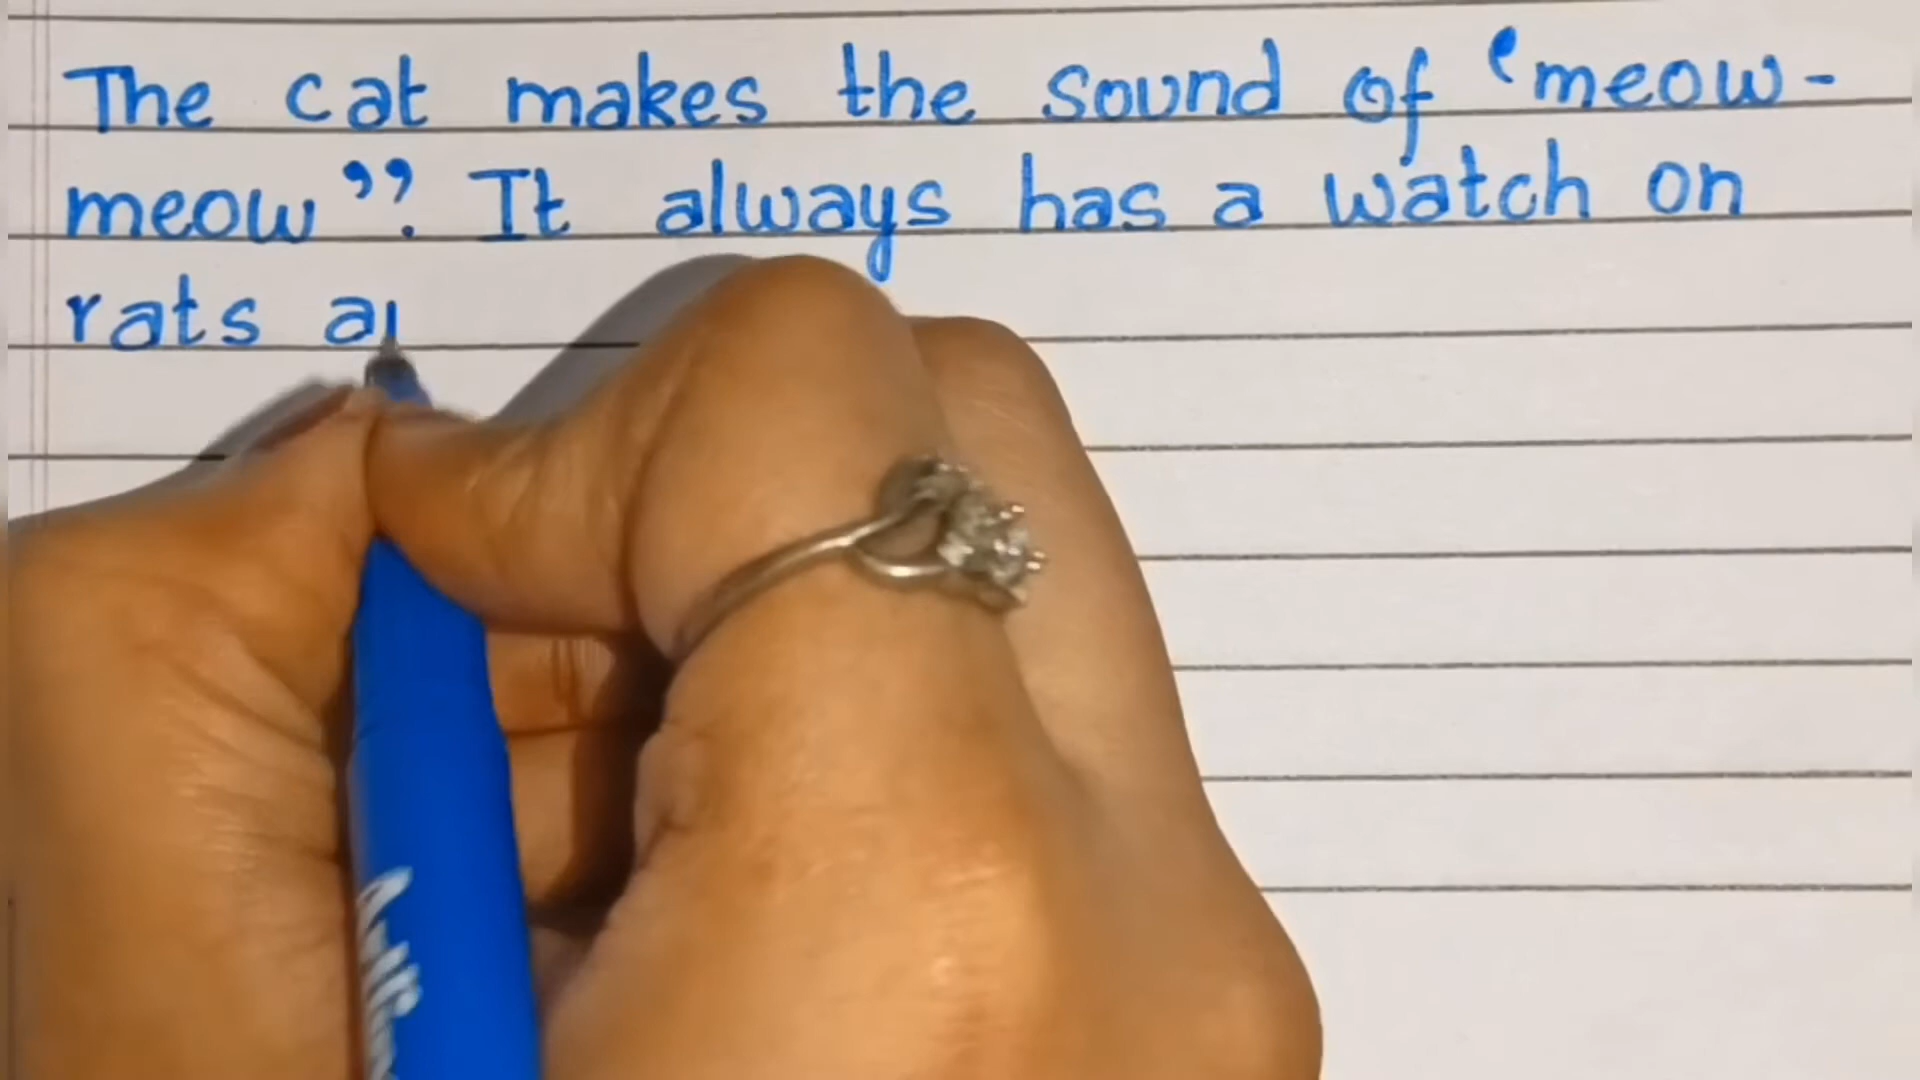 The cat makes the sound of ‘meow-
meow”. It always has a watch on
rats a